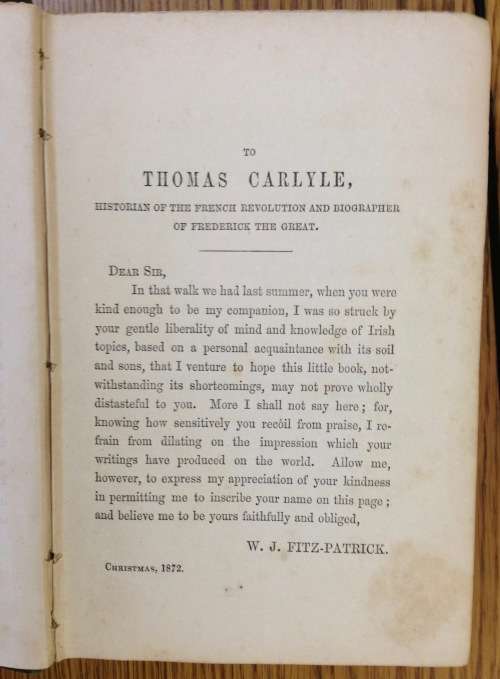 TO
THOMAS CARLYLE,
HISTORIAN OF THE FRENCH REVOLUTION AND BIOGRAPHER
OF FREDERICK THE GREAT.
DEAR SIR,
In that walk we had last summer, when you were
kind enough to be my companion, I was so struck by
your gentle liberality of mind and knowledge of Irish
topics, based on a personal acquaintance with its soil
and sons, that I venture to hope this little book, not-
withstanding its shortcomings, may not prove wholly
distasteful to you. More I shall not say here; for,
knowing how sensitively you recoil from praise, I re-
frain from dilating on the impression which your
writings have produced on the world. Allow me,
however, to express my appreciation of your kindness
in permitting me to inscribe your name on this page;
and believe me to be yours faithfully and obliged,
W. J. FITZ-PATRICK.
CHRISTMAS, 1872.